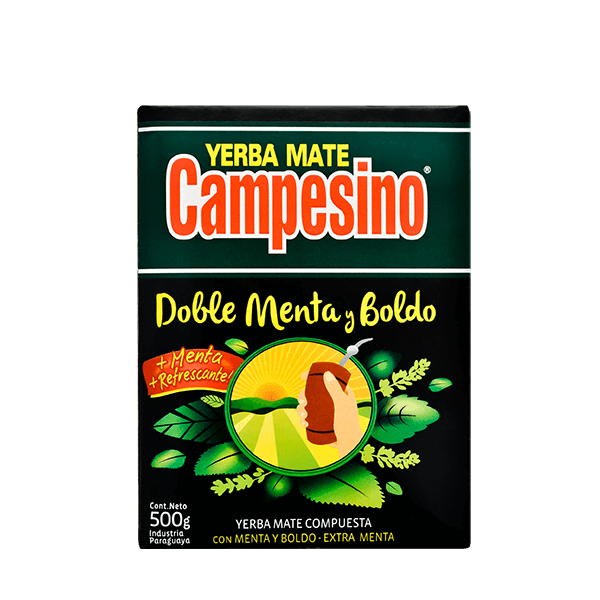 YERBA MATE
Campesino®
Doble Menta y Boldo
+Menta
+Refrescante!
Cont.Neto
500g
Industria
Paraguaya
YERBA MATE COMPUESTA
CON MENTA Y BOLDO - EXTRA MENTA